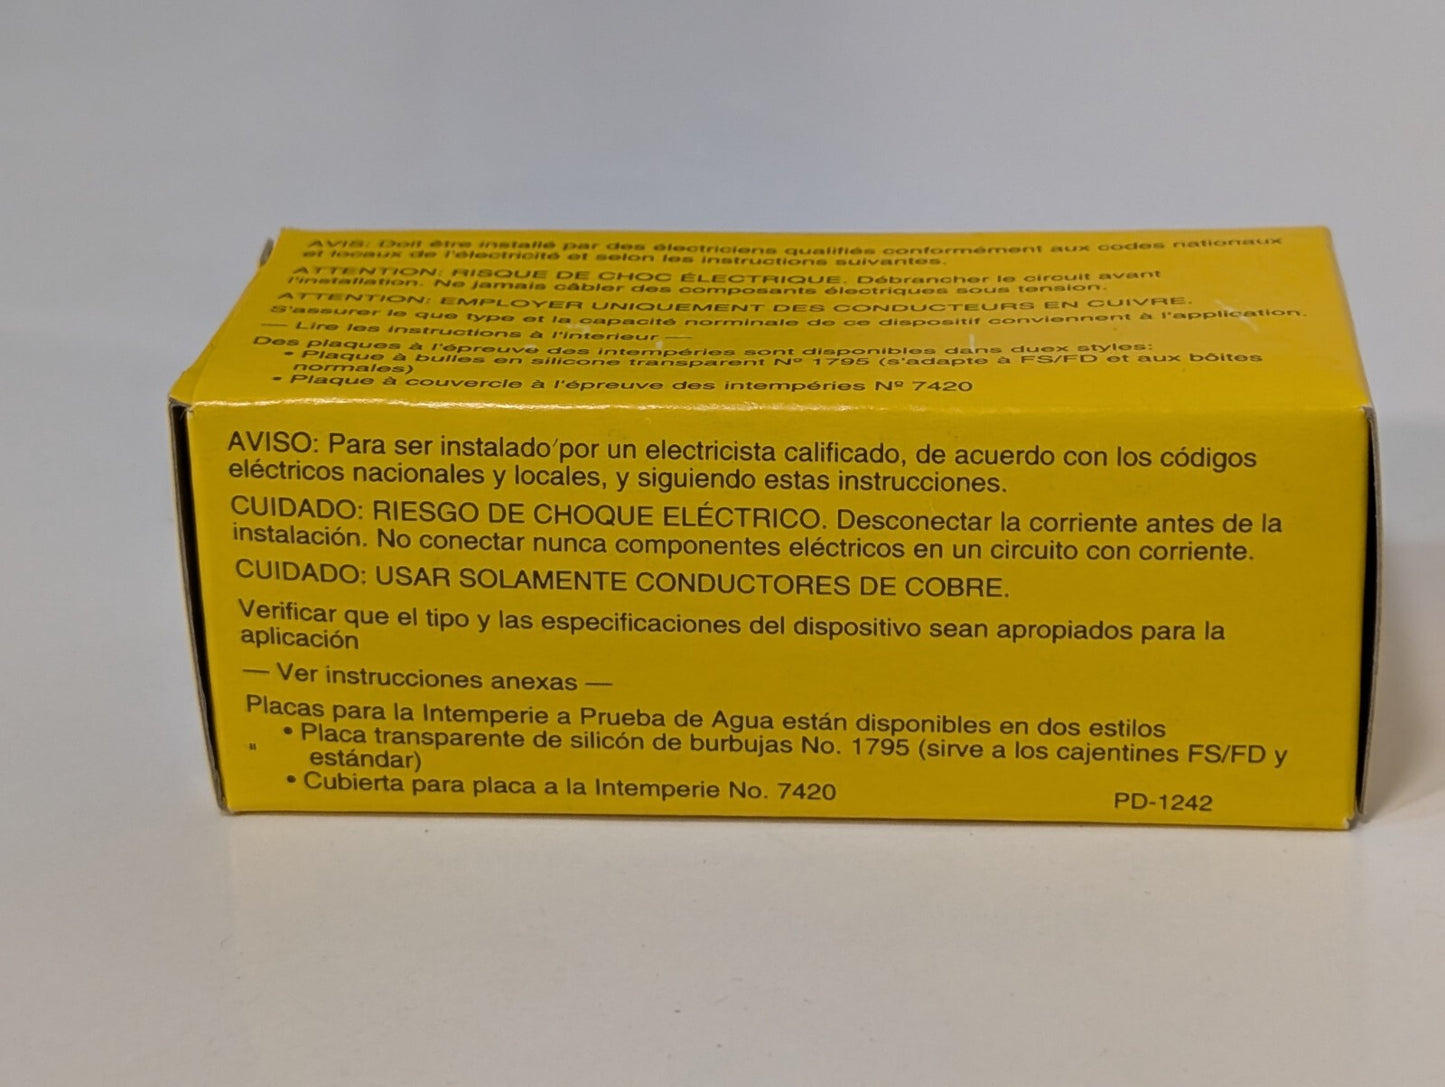 AVIS: Doit être installé par des électriciens qualifiés conformément aux codes nationaux
et locaux de l'électricité et selon les instructions suivantes.
ATTENTION: RISQUE DE CHOC ÉLECTRIQUE. Débrancher le circuit avant
l'installation. Ne jamais câbler des composants électriques sous tension.
ATTENTION: EMPLOYER UNIQUEMENT DES CONDUCTEURS EN CUIVRE.
S'assurer le que type et la capacité norminale de ce dispositif conviennent à l'application.
— Lire les instructions à l'interieur —
Des plaques à l'épreuve des intempéries sont disponibles dans duex styles:
• Plaque à bulles en silicone transparent Nº 1795 (s'adapte à FS/FD et aux bôites
normales)
• Plaque à couvercle à l'épreuve des intempéries Nº 7420
AVISO: Para ser instalado por un electricista calificado, de acuerdo con los códigos
eléctricos nacionales y locales, y siguiendo estas instrucciones.
CUIDADO: RIESGO DE CHOQUE ELÉCTRICO. Desconectar la corriente antes de la
instalación. No conectar nunca componentes eléctricos en un circuito con corriente.
CUIDADO: USAR SOLAMENTE CONDUCTORES DE COBRE.
Verificar que el tipo y las especificaciones del dispositivo sean apropiados para la
aplicación
— Ver instrucciones anexas —
Placas para la Intemperie a Prueba de Agua están disponibles en dos estilos
• Placa transparente de silicón de burbujas No. 1795 (sirve a los cajentines FS/FD y
estándar)
• Cubierta para placa a la Intemperie No. 7420
PD-1242